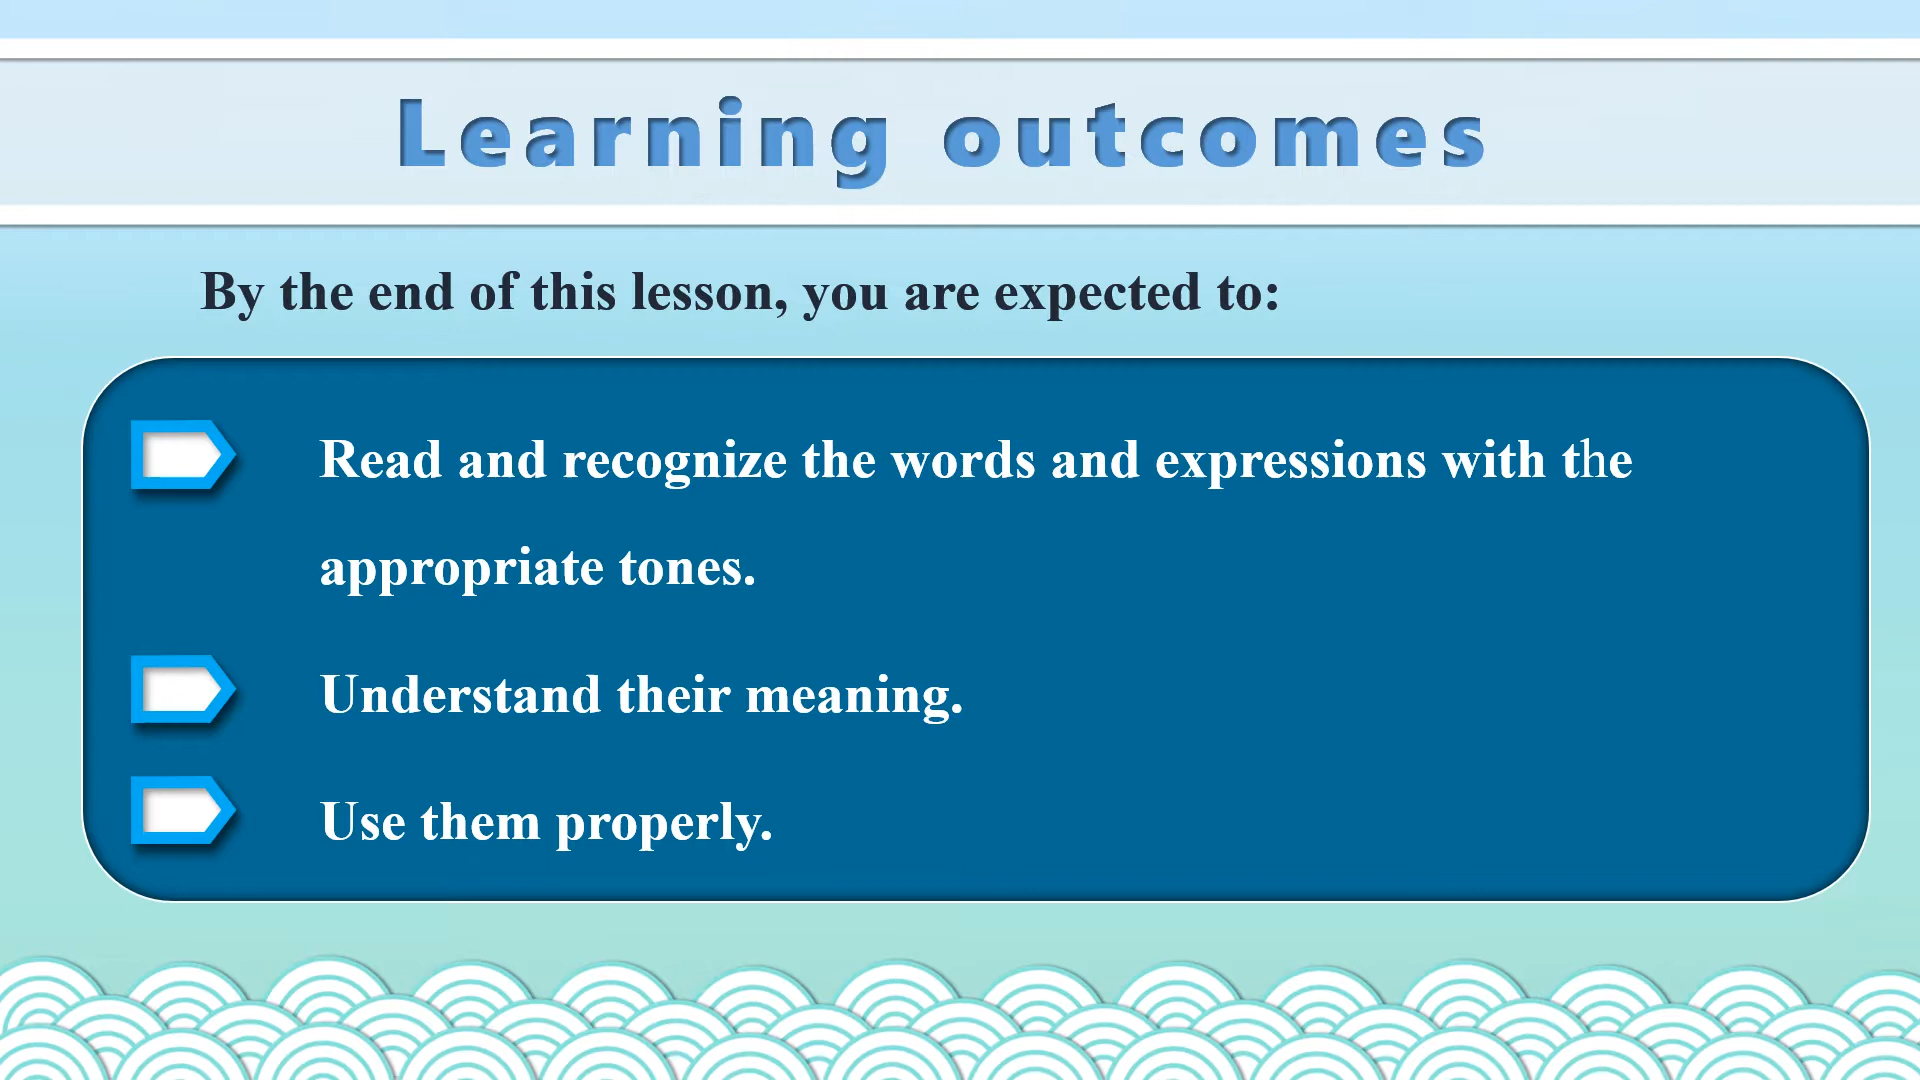 Learning outcomes
By the end of this lesson, you are expected to:
Read and recognize the words and expressions with the
appropriate tones.
Understand their meaning.
Use them properly.